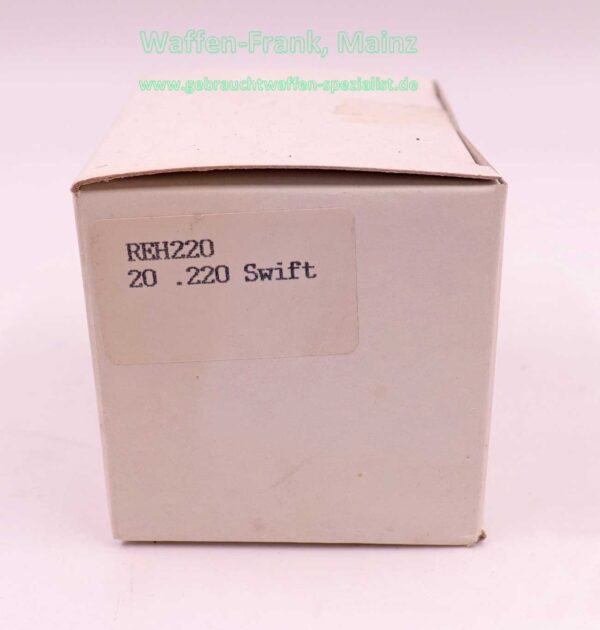 Waffen-Frank, Mainz
www.gebrauchtwaffen-spezialist.de
REH220
20 .220 Swift